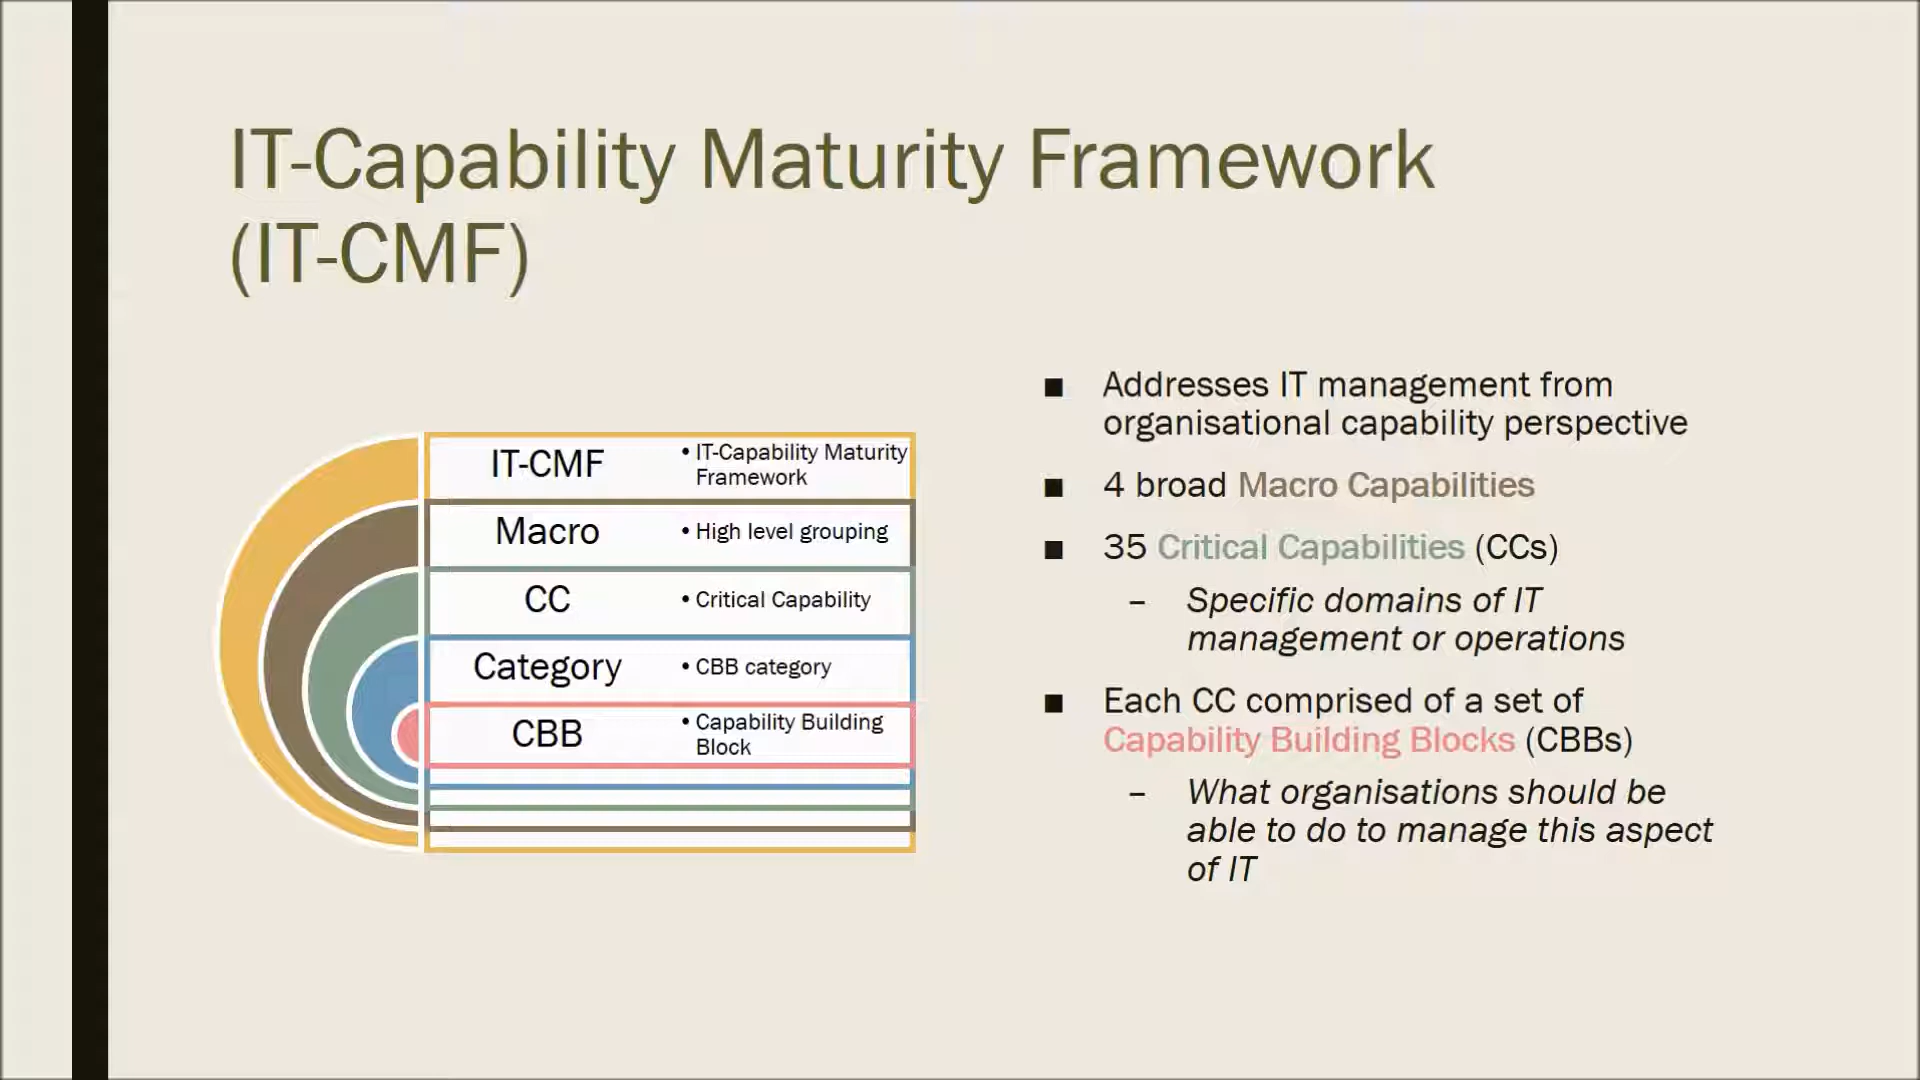 IT-Capability Maturity Framework
(IT-CMF)
IT-CMF
• IT-Capability Maturity
Framework
Macro
• High level grouping
CC
• Critical Capability
Category
• CBB category
CBB
• Capability Building
Block
■ Addresses IT management from
organisational capability perspective
■ 4 broad Macro Capabilities
■ 35 Critical Capabilities (CCs)
– Specific domains of IT
management or operations
■ Each CC comprised of a set of
Capability Building Blocks (CBBs)
– What organisations should be
able to do to manage this aspect
of IT